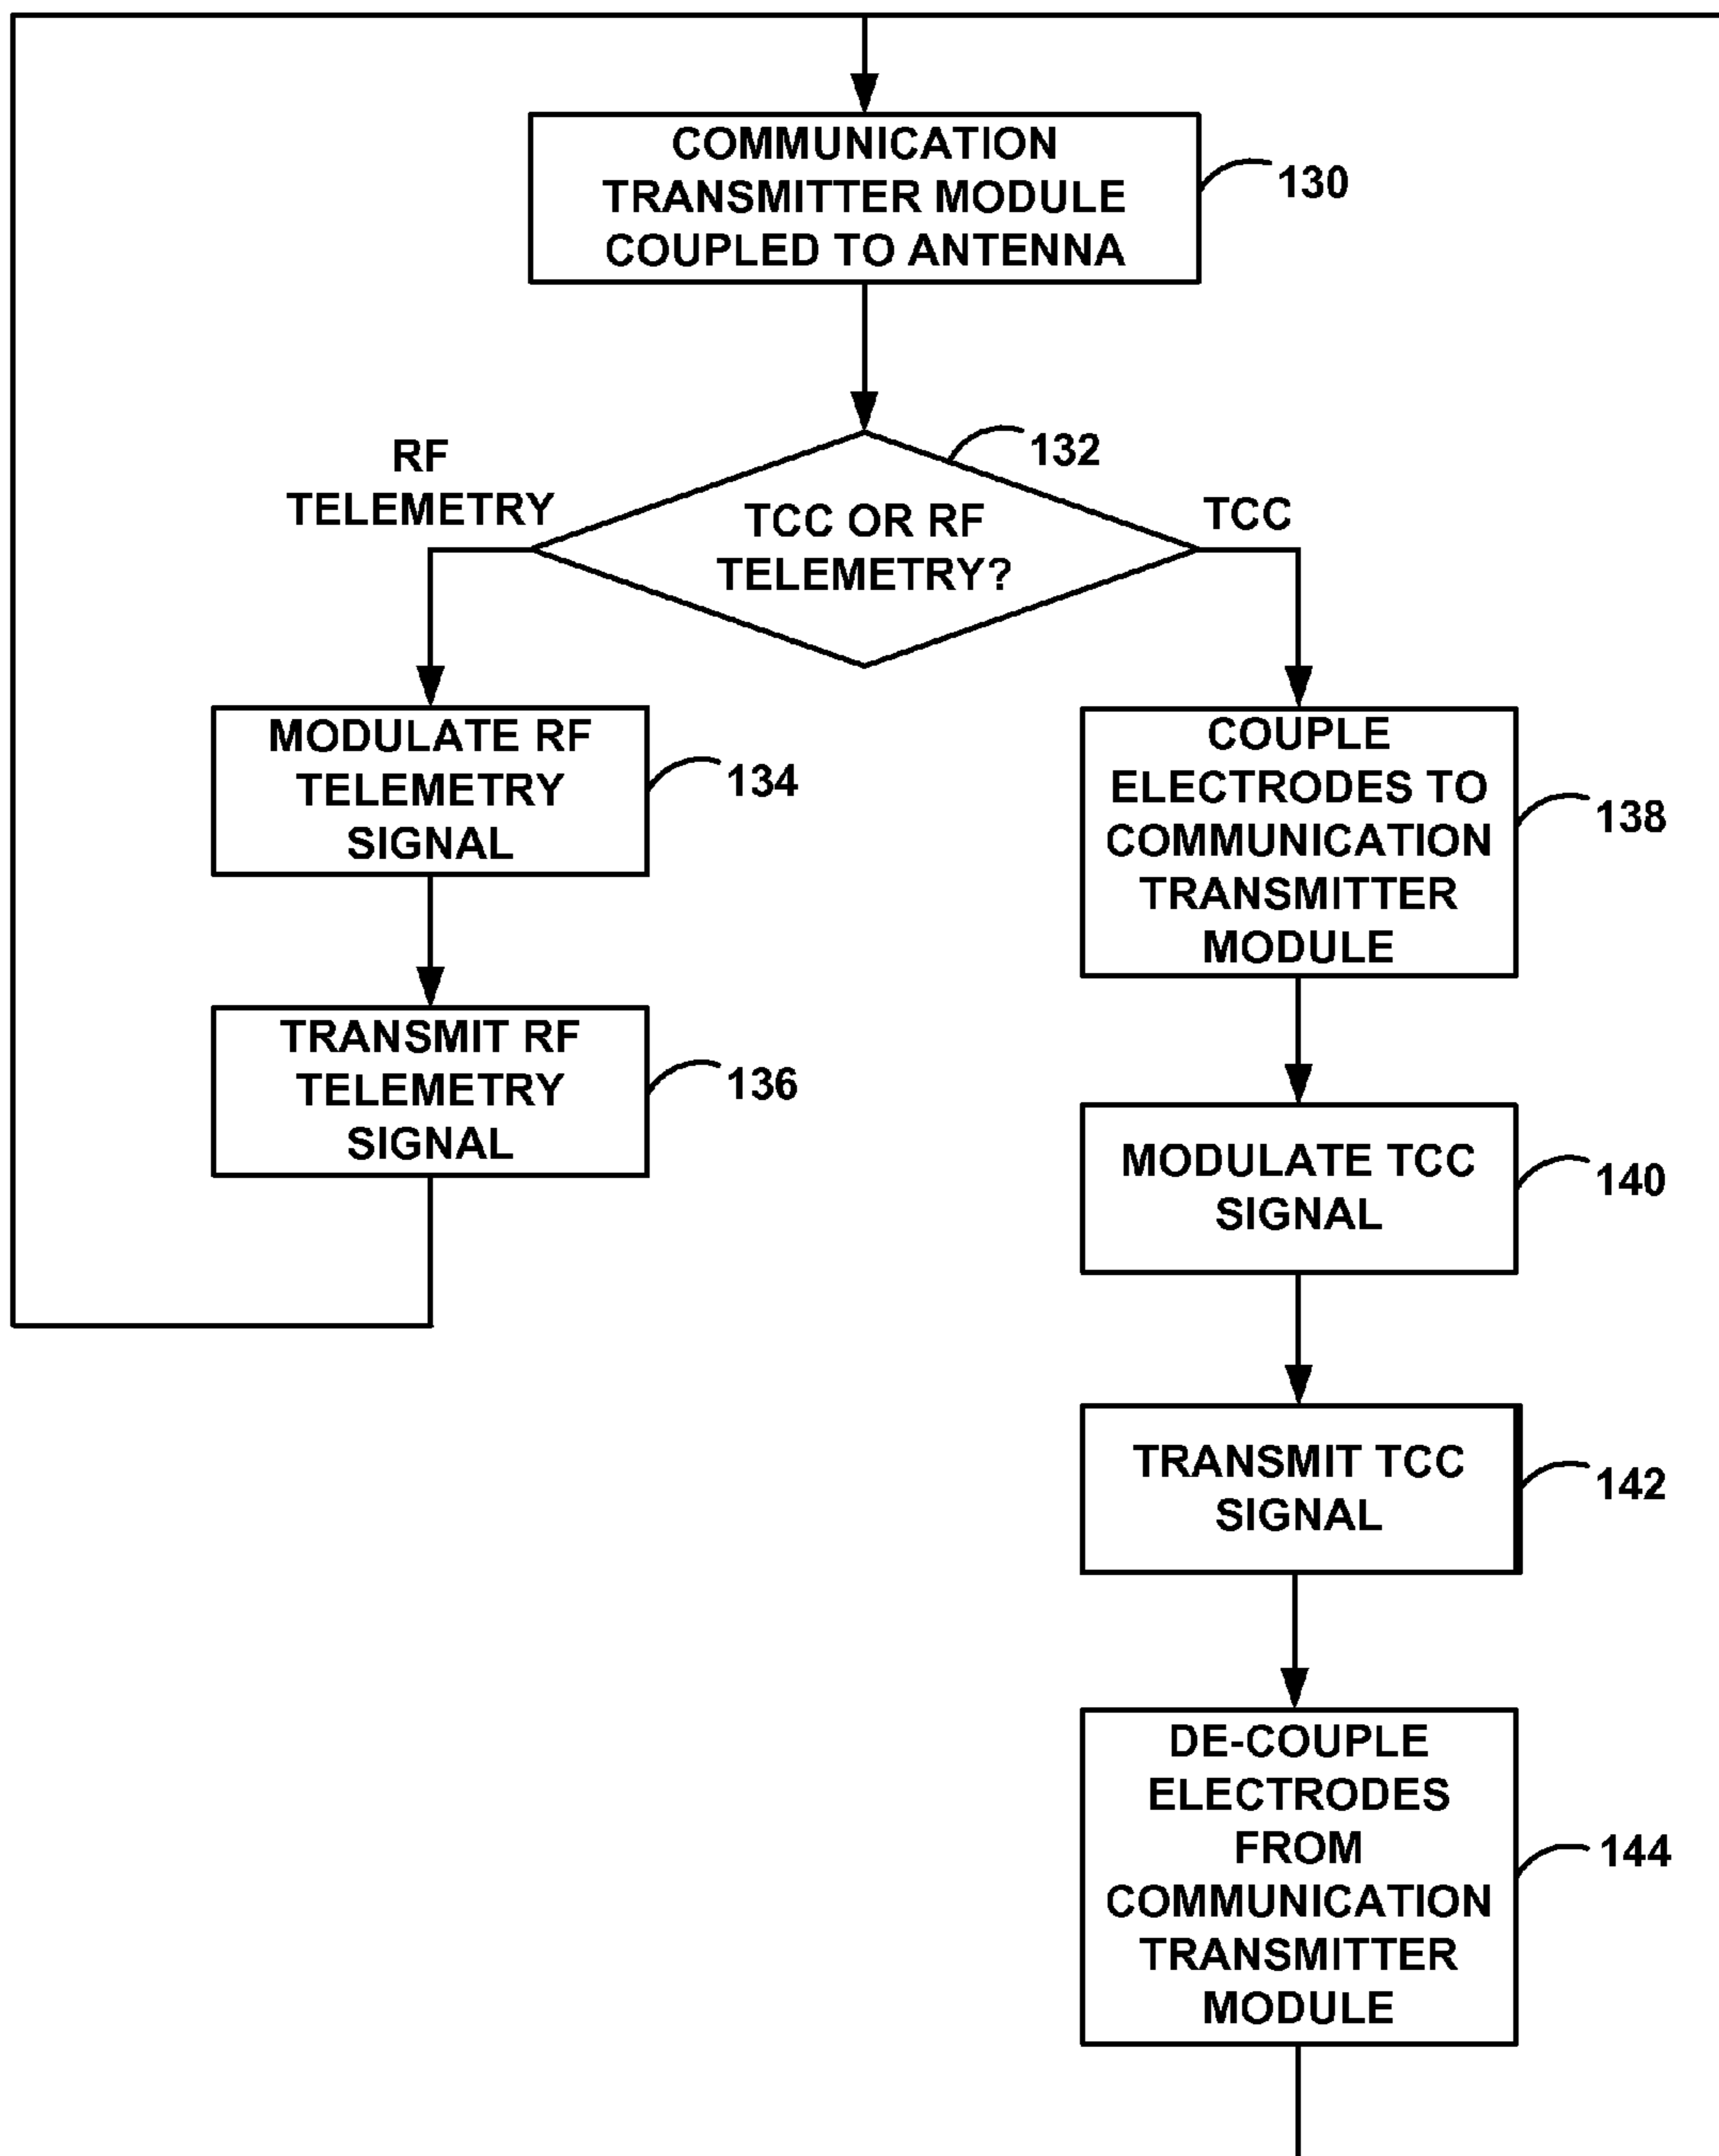 COMMUNICATION
TRANSMITTER MODULE
COUPLED TO ANTENNA
130
132
RF
TELEMETRY
TCC OR RF
TELEMETRY?
TCC
MODULATE RF
TELEMETRY
SIGNAL
134
TRANSMIT RF
TELEMETRY
SIGNAL
136
COUPLE
ELECTRODES TO
COMMUNICATION
TRANSMITTER
MODULE
138
MODULATE TCC
SIGNAL
140
TRANSMIT TCC
SIGNAL
142
DE-COUPLE
ELECTRODES
FROM
COMMUNICATION
TRANSMITTER
MODULE
144